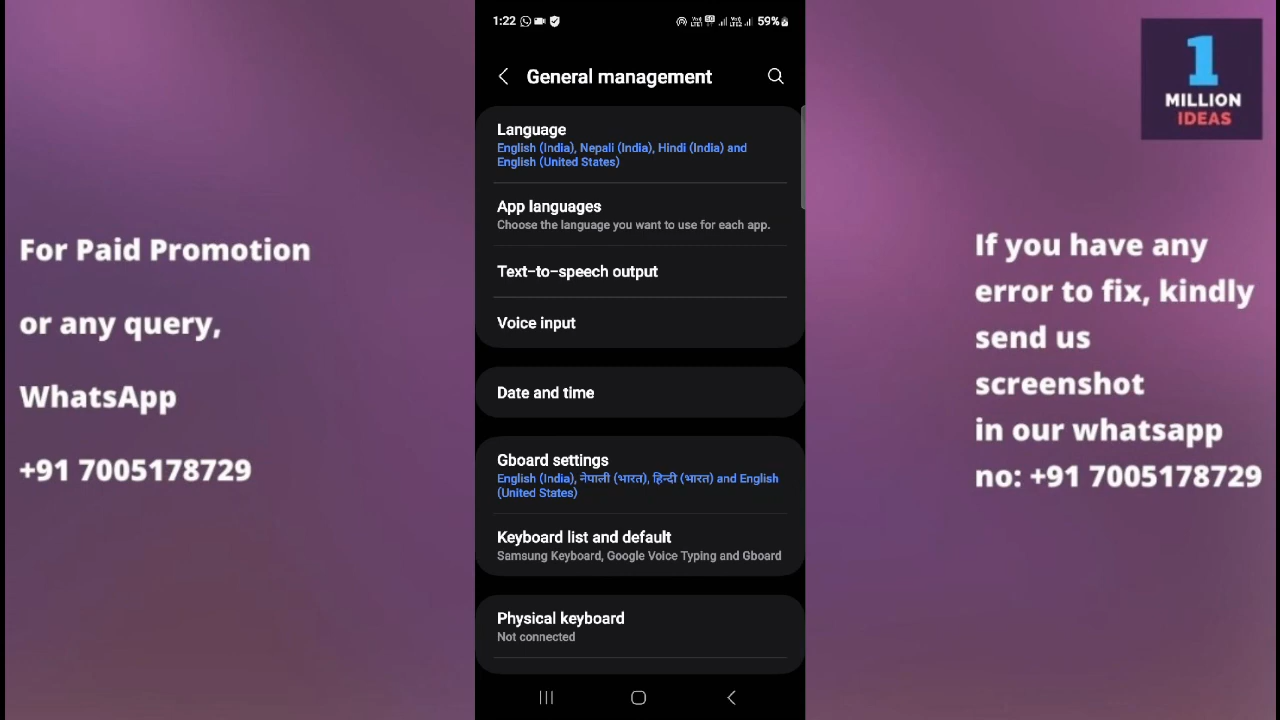 1:22
59%
General management
Language
English (India), Nepali (India), Hindi (India) and
English (United States)
App languages
Choose the language you want to use for each app.
Text-to-speech output
Voice input
Date and time
Gboard settings
English (India), नेपाली (भारत), हिन्दी (भारत) and English
(United States)
Keyboard list and default
Samsung Keyboard, Google Voice Typing and Gboard
Physical keyboard
Not connected
For Paid Promotion
or any query,
WhatsApp
+91 7005178729
1
MILLION
IDEAS
If you have any
error to fix, kindly
send us
screenshot
in our whatsapp
no: +91 7005178729